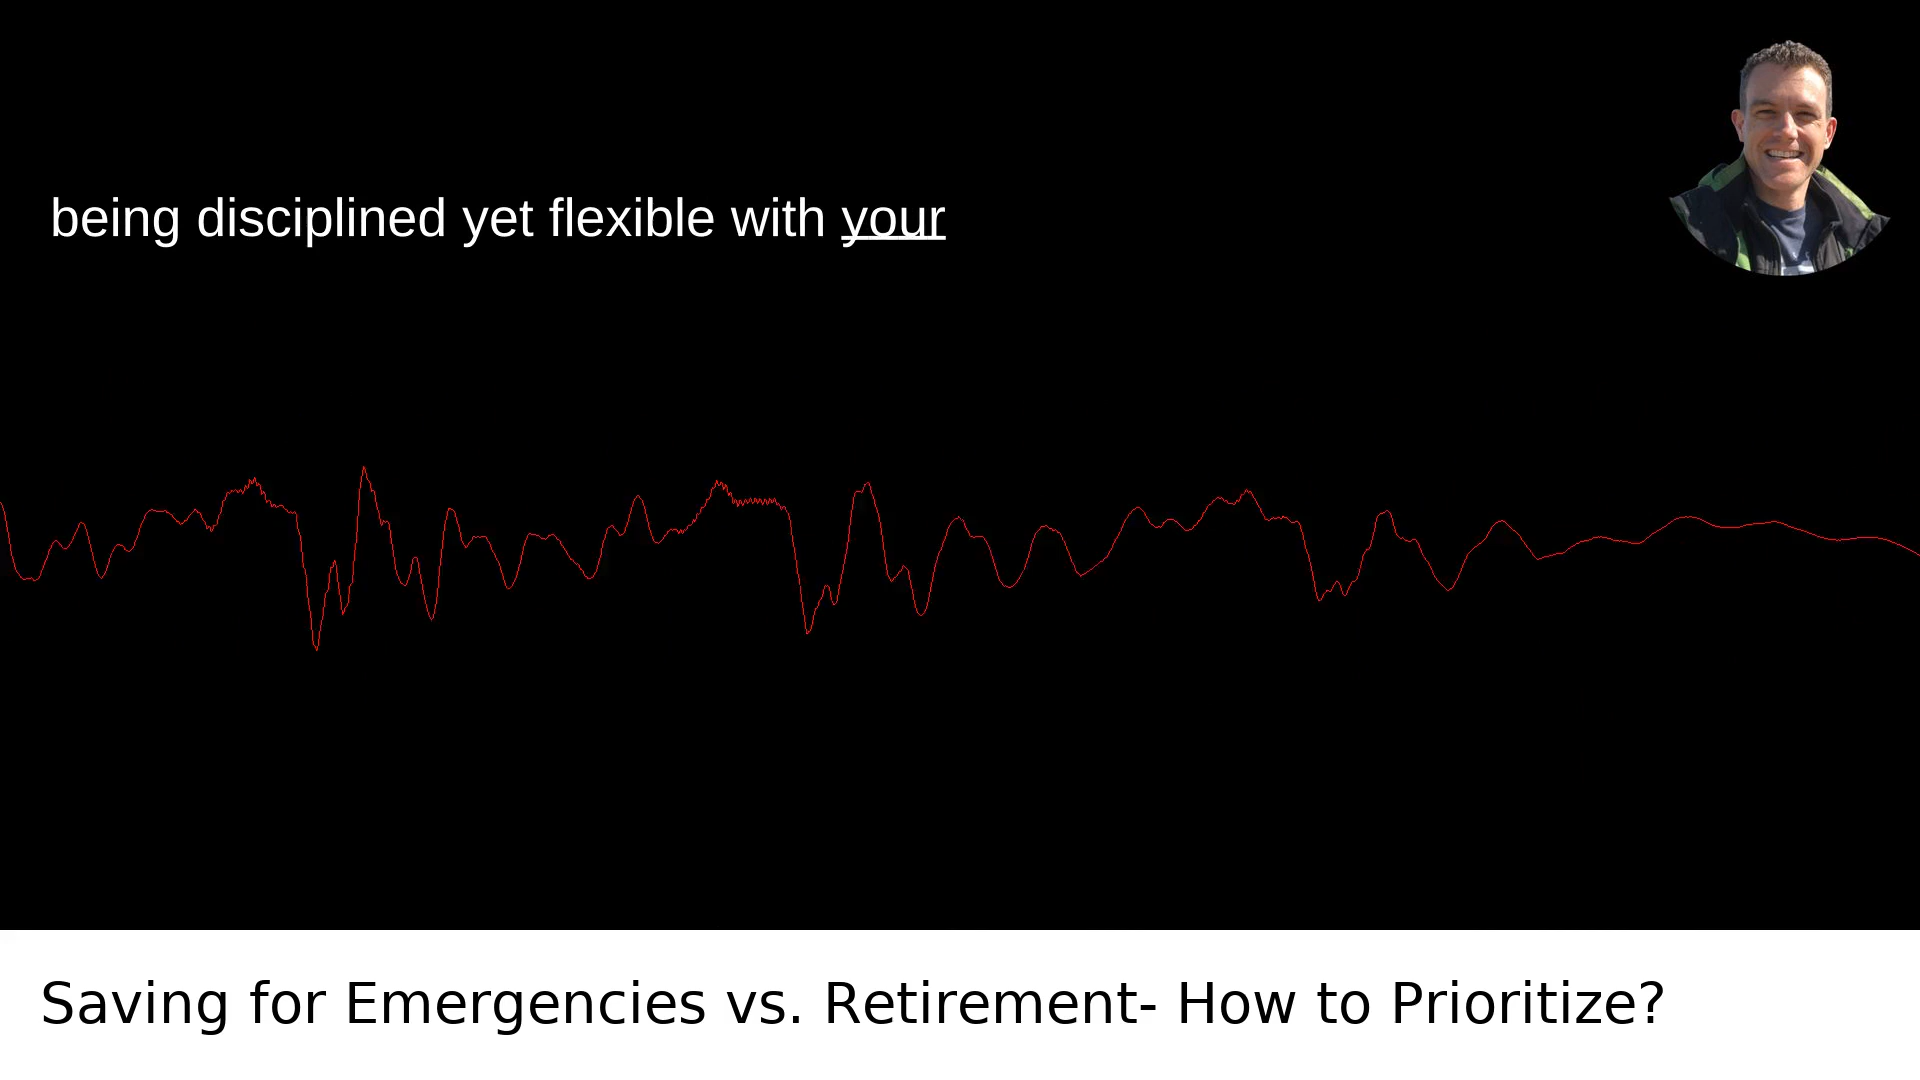 being disciplined yet flexible with your
Saving for Emergencies vs. Retirement- How to Prioritize?